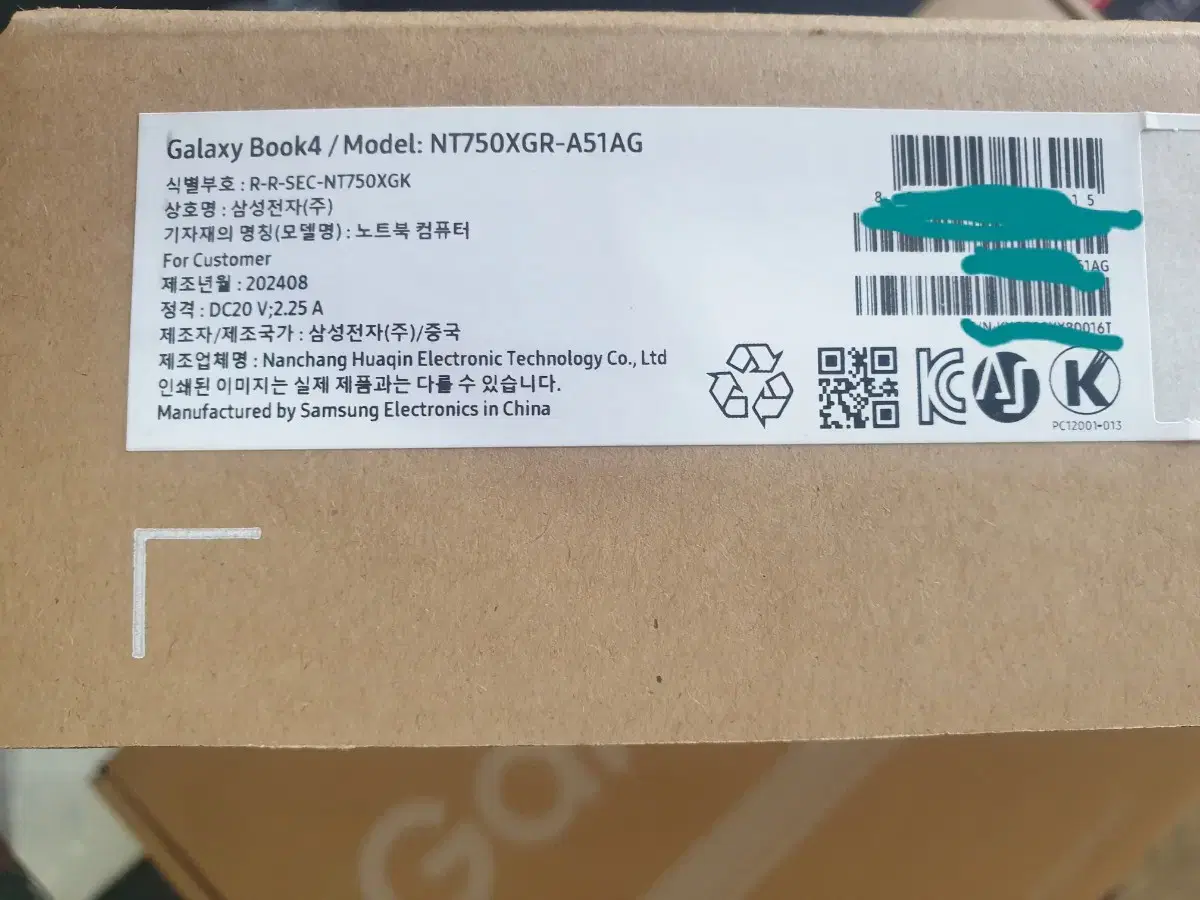 Galaxy Book4 / Model: NT750XGR-A51AG
식별부호 : R-R-SEC-NT750XGK
상호명 : 삼성전자(주)
기자재의 명칭(모델명) : 노트북 컴퓨터
For Customer
제조년월 : 202408
정격 : DC20 V;2.25 A
제조자/제조국가 : 삼성전자(주)/중국
제조업체명 : Nanchang Huaqin Electronic Technology Co., Ltd
인쇄된 이미지는 실제 제품과는 다를 수 있습니다.
Manufactured by Samsung Electronics in China
8 15
51AG
80016T
PC12001-013
Ga